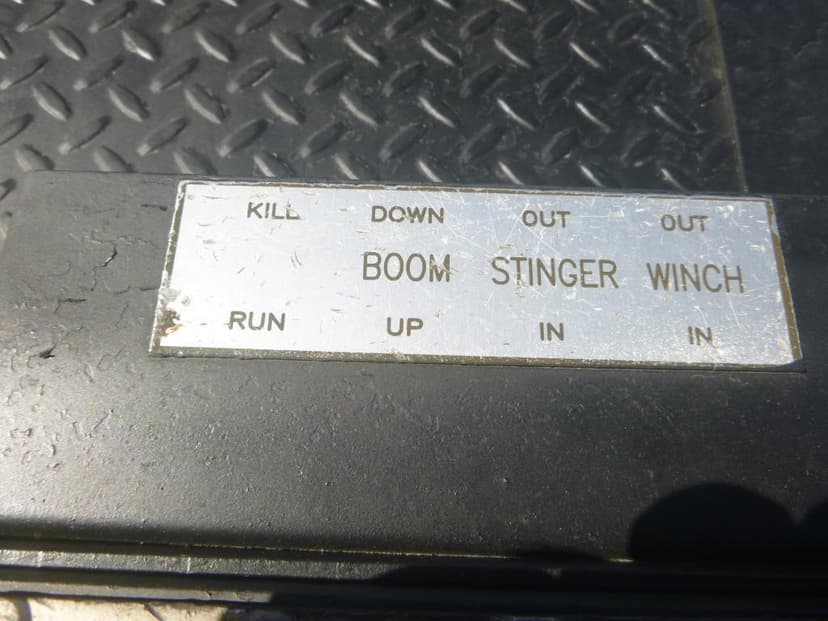 KILL DOWN OUT OUT
BOOM STINGER WINCH
RUN UP IN IN